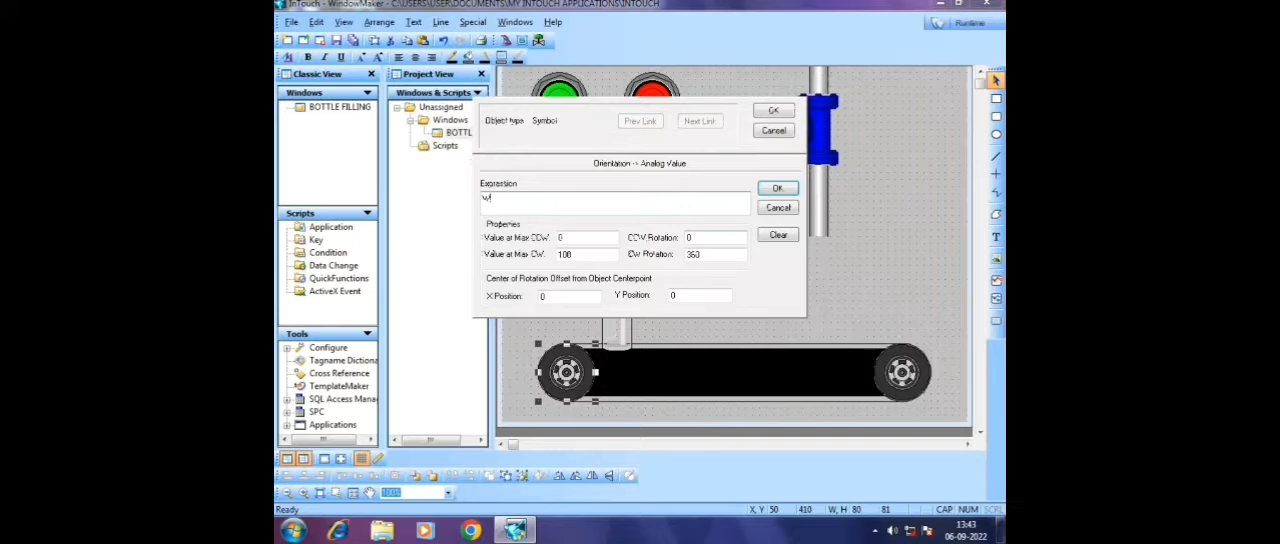 InTouch - WindowMaker - C:\USERS\USER\DOCUMENTS\MY INTOUCH APPLICATIONS\INTOUCH
File Edit View Arrange Text Line Special Windows Help
Runtime
B I U A A
Classic View
Project View
Windows
BOTTLE FILLING
Windows & Scripts
Unassigned
Windows
BOTTL
Scripts
Scripts
Application
Key
Condition
Data Change
QuickFunctions
ActiveX Event
Tools
Configure
Tagname Dictiona
Cross Reference
TemplateMaker
SQL Access Mana
SPC
Applications
T
Object type Symbol
Prev Link
Next Link
OK
Cancel
Orientation -> Analog Value
Expression
W
OK
Cancel
Clear
Properties
Value at Max CCW: 0 CCW Rotation: 0
Value at Max CW: 100 CW Rotation: 360
Center of Rotation Offset from Object Centerpoint
X Position: 0 Y Position: 0
100%
Ready
X, Y: 50 410 W, H: 80 81 CAP NUM SCRL
13:43
06-09-2022